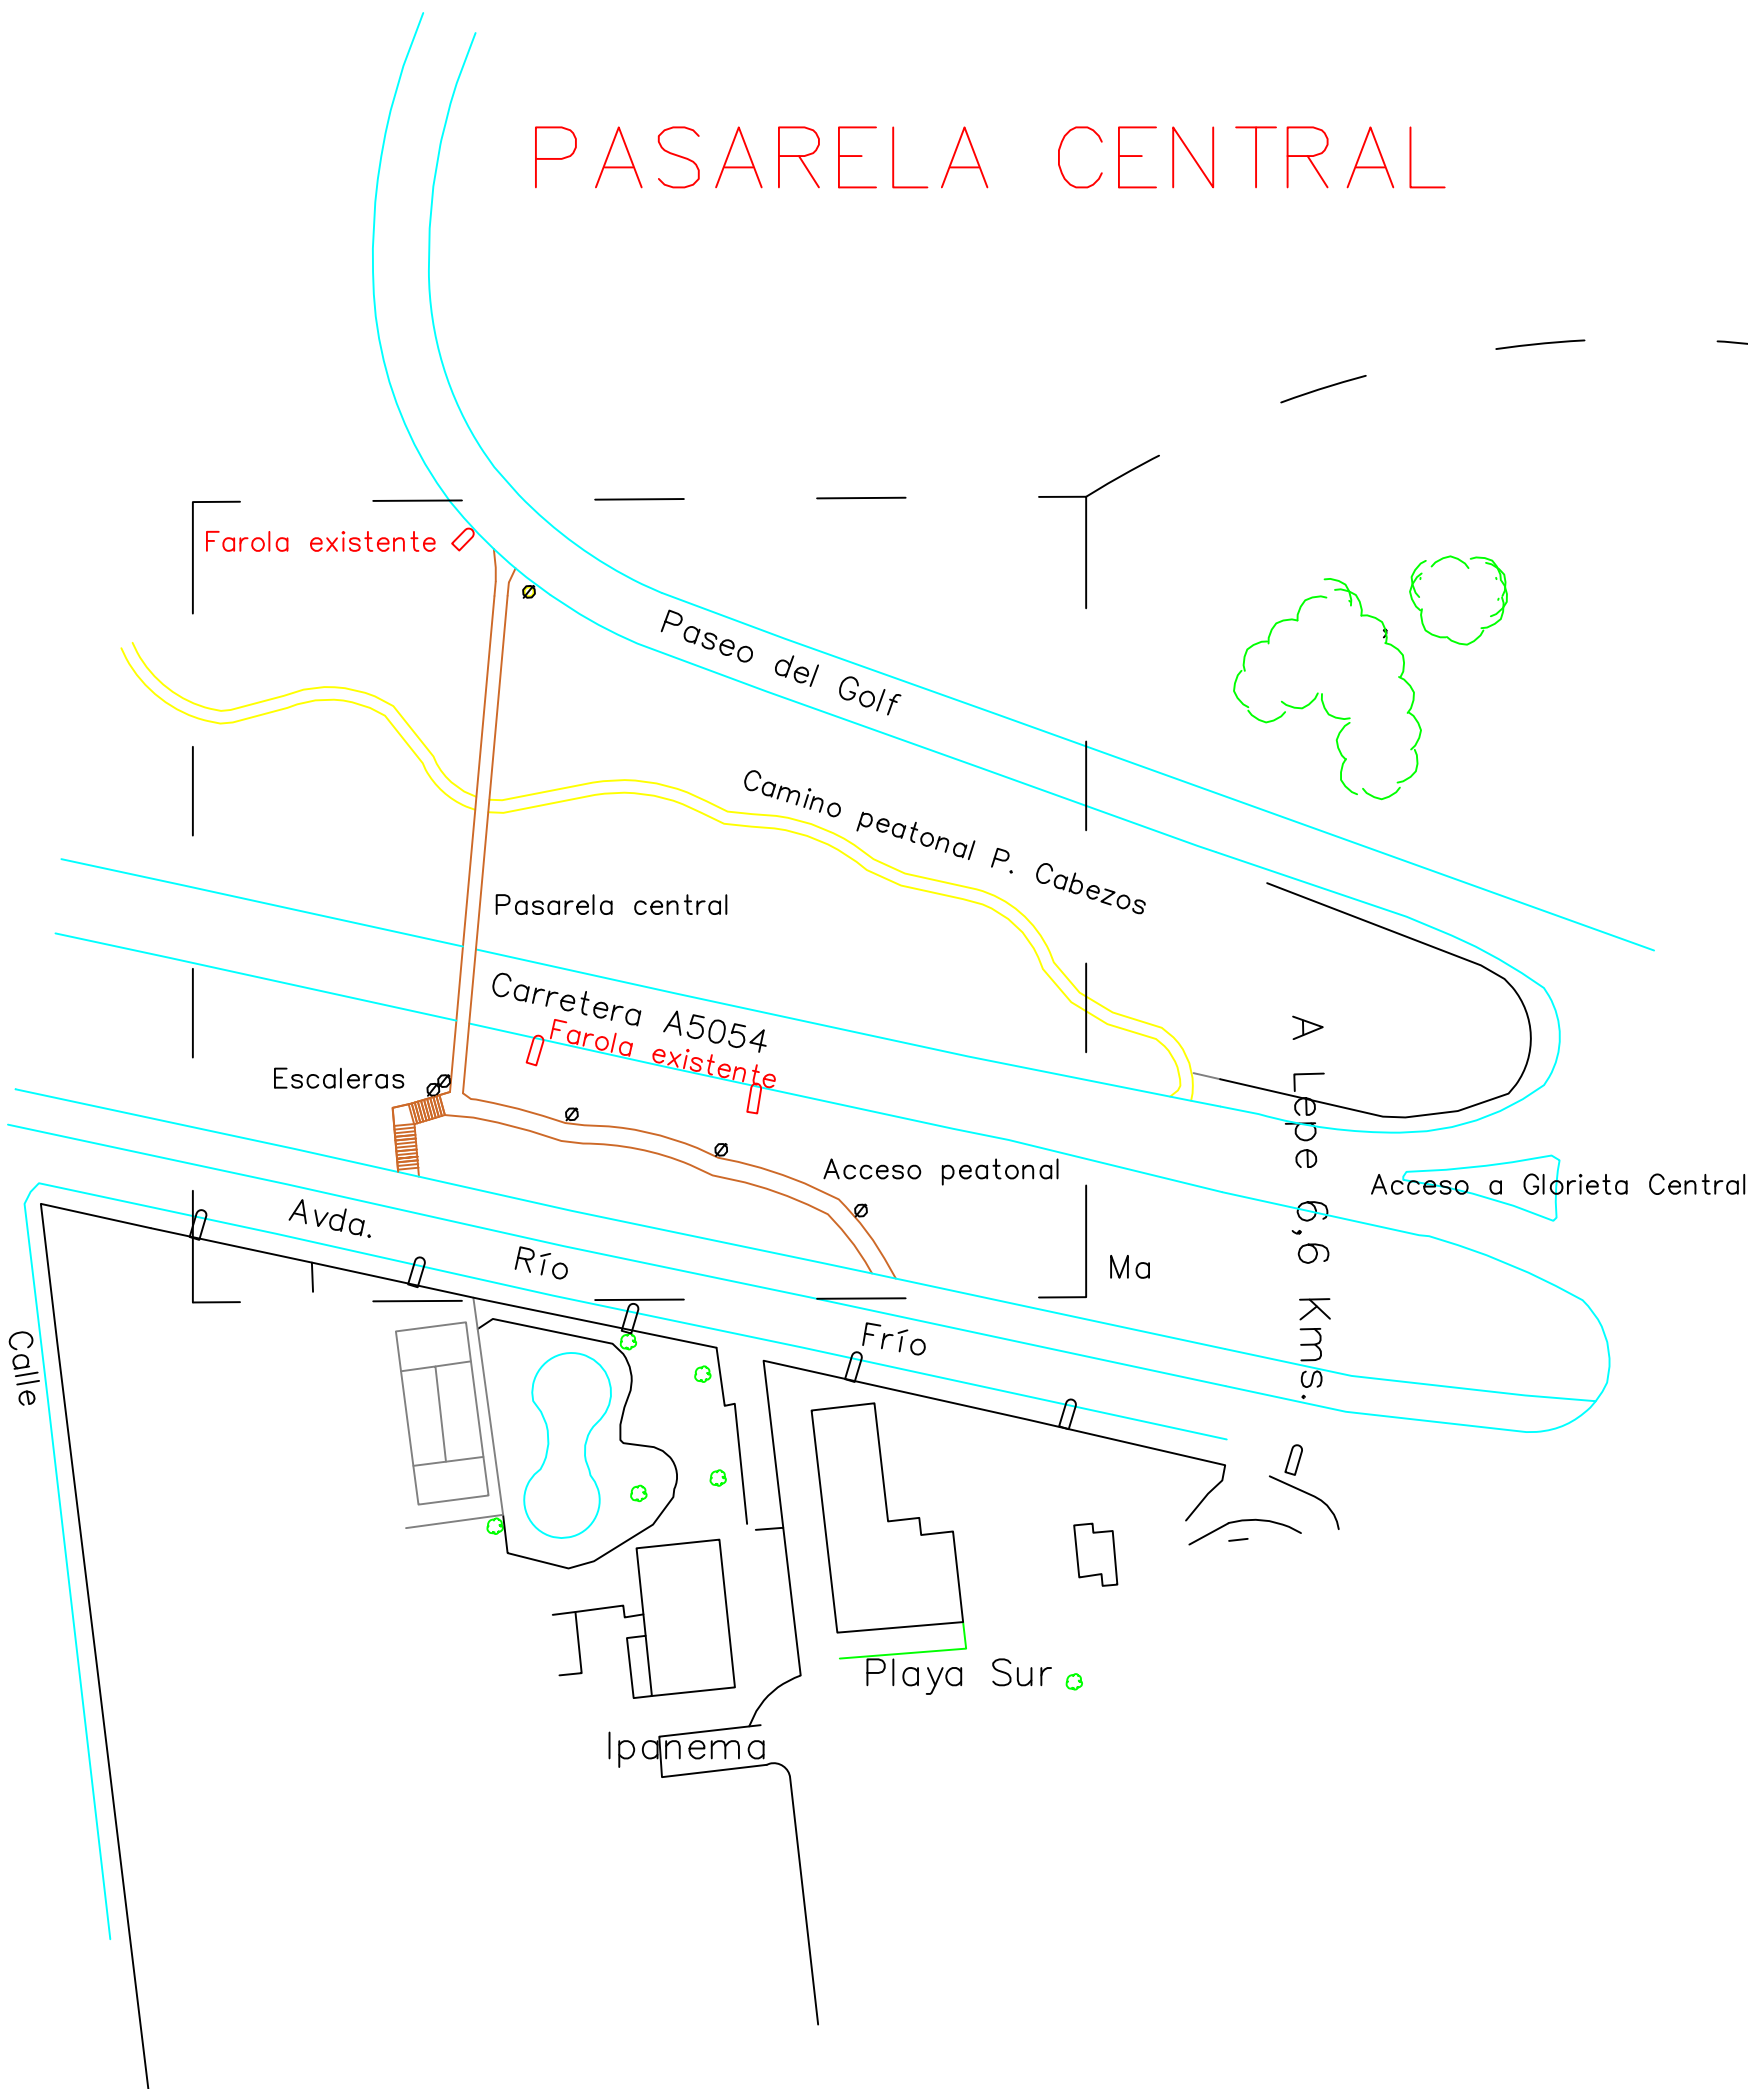 PASARELA CENTRAL
Farola existente
Paseo del Golf
Camino peatonal P. Cabezos
Pasarela central
Carretera A5054
Farola existente
Escaleras
A Lepe 6,6 Kms.
Acceso peatonal
Acceso a Glorieta Central
Avda. Río Frío
Ma
Calle
Playa Sur
Ipanema